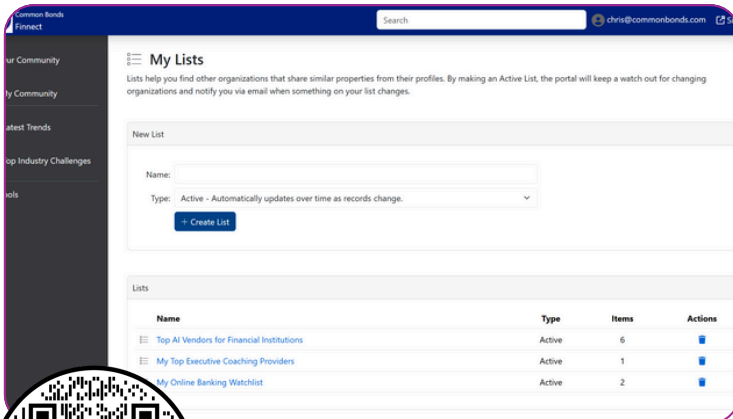 Common Bonds
Finnect
Search
chris@commonbonds.com
ur Community
y Community
atest Trends
op Industry Challenges
ools
My Lists
Lists help you find other organizations that share similar properties from their profiles. By making an Active List, the portal will keep a watch out for changing
organizations and notify you via email when something on your list changes.
New List
Name:
Type: Active - Automatically updates over time as records change.
+ Create List
Lists
Name Type Items Actions
Top AI Vendors for Financial Institutions Active 6
My Top Executive Coaching Providers Active 1
My Online Banking Watchlist Active 2